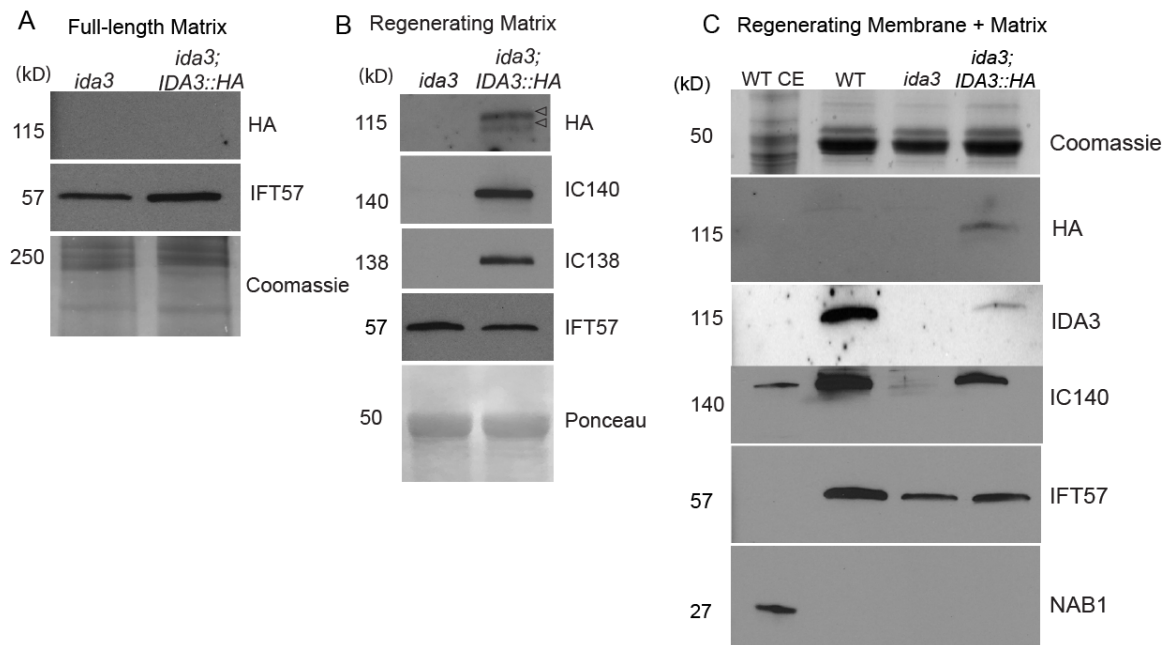 A
Full-length Matrix
(kD)
ida3
ida3;
IDA3::HA
115
HA
57
IFT57
250
Coomassie
B
Regenerating Matrix
(kD)
ida3
ida3;
IDA3::HA
115
HA
140
IC140
138
IC138
57
IFT57
50
Ponceau
C
Regenerating Membrane + Matrix
(kD)
WT CE
WT
ida3
ida3;
IDA3::HA
50
Coomassie
115
HA
115
IDA3
140
IC140
57
IFT57
27
NAB1